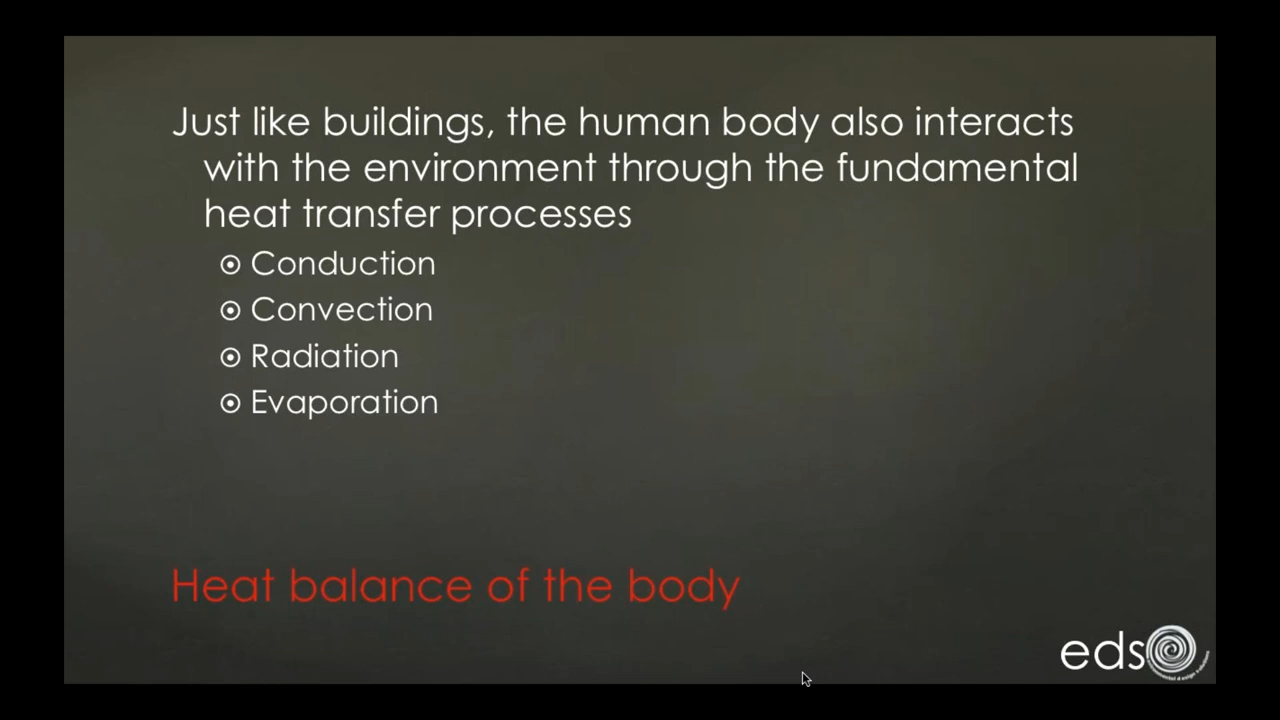 Just like buildings, the human body also interacts
with the environment through the fundamental
heat transfer processes
Conduction
Convection
Radiation
Evaporation
Heat balance of the body
eds